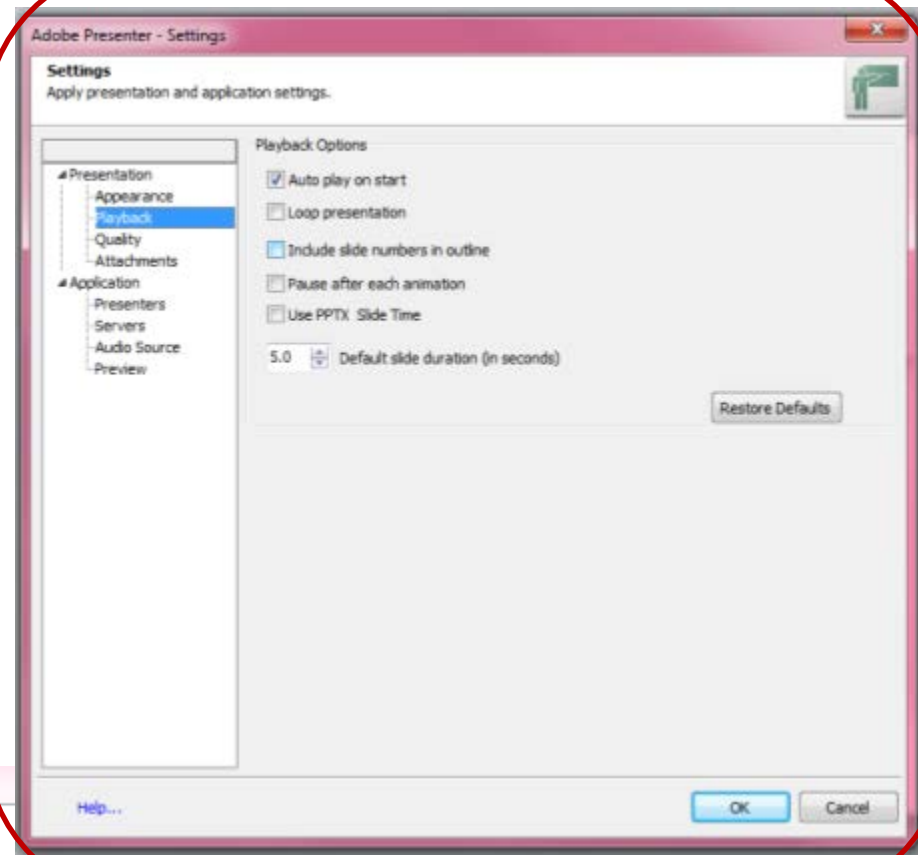 Adobe Presenter - Settings
Settings
Apply presentation and application settings.
Presentation
Appearance
Playback
Quality
Attachments
Application
Presenters
Servers
Audio Source
Preview
Playback Options
Auto play on start
Loop presentation
Include slide numbers in outline
Pause after each animation
Use PPTX Slide Time
5.0 Default slide duration (in seconds)
Restore Defaults
Help...
OK Cancel